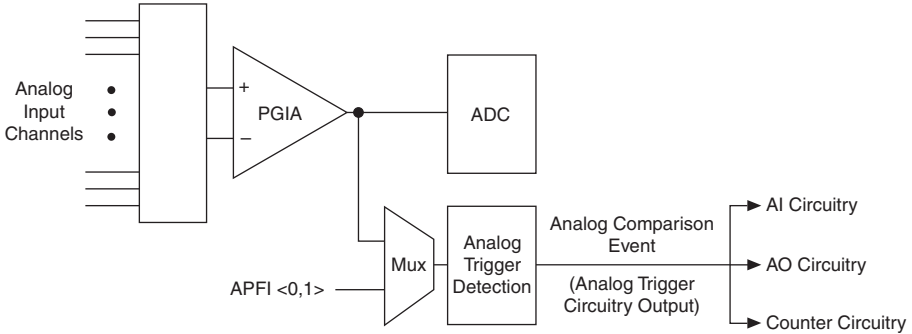 Analog
Input
Channels
+
PGIA
−
ADC
APFI <0,1>
Mux
Analog
Trigger
Detection
Analog Comparison
Event
(Analog Trigger
Circuitry Output)
AI Circuitry
AO Circuitry
Counter Circuitry